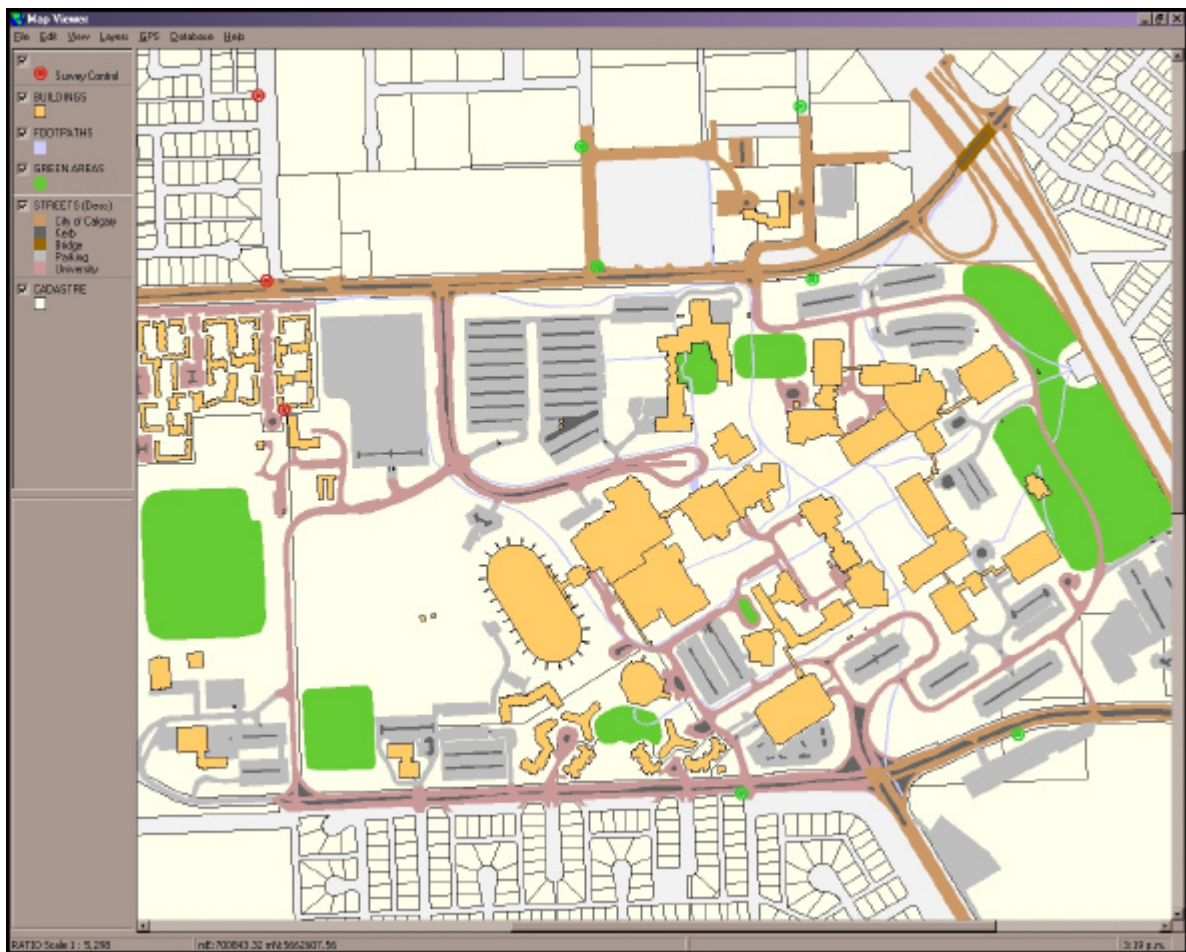 Map Viewer
File Edit View Layers GPS Database Help
Survey Control
BUILDINGS
FOOTPATHS
GREEN AREAS
STREETS (Desc)
City of Calgary
Kerb
Bridge
Parking
University
CADASTRE
RATIO Scale 1 : 5,298 mE:700843.32 mN:5662607.56 3:19 p.m.